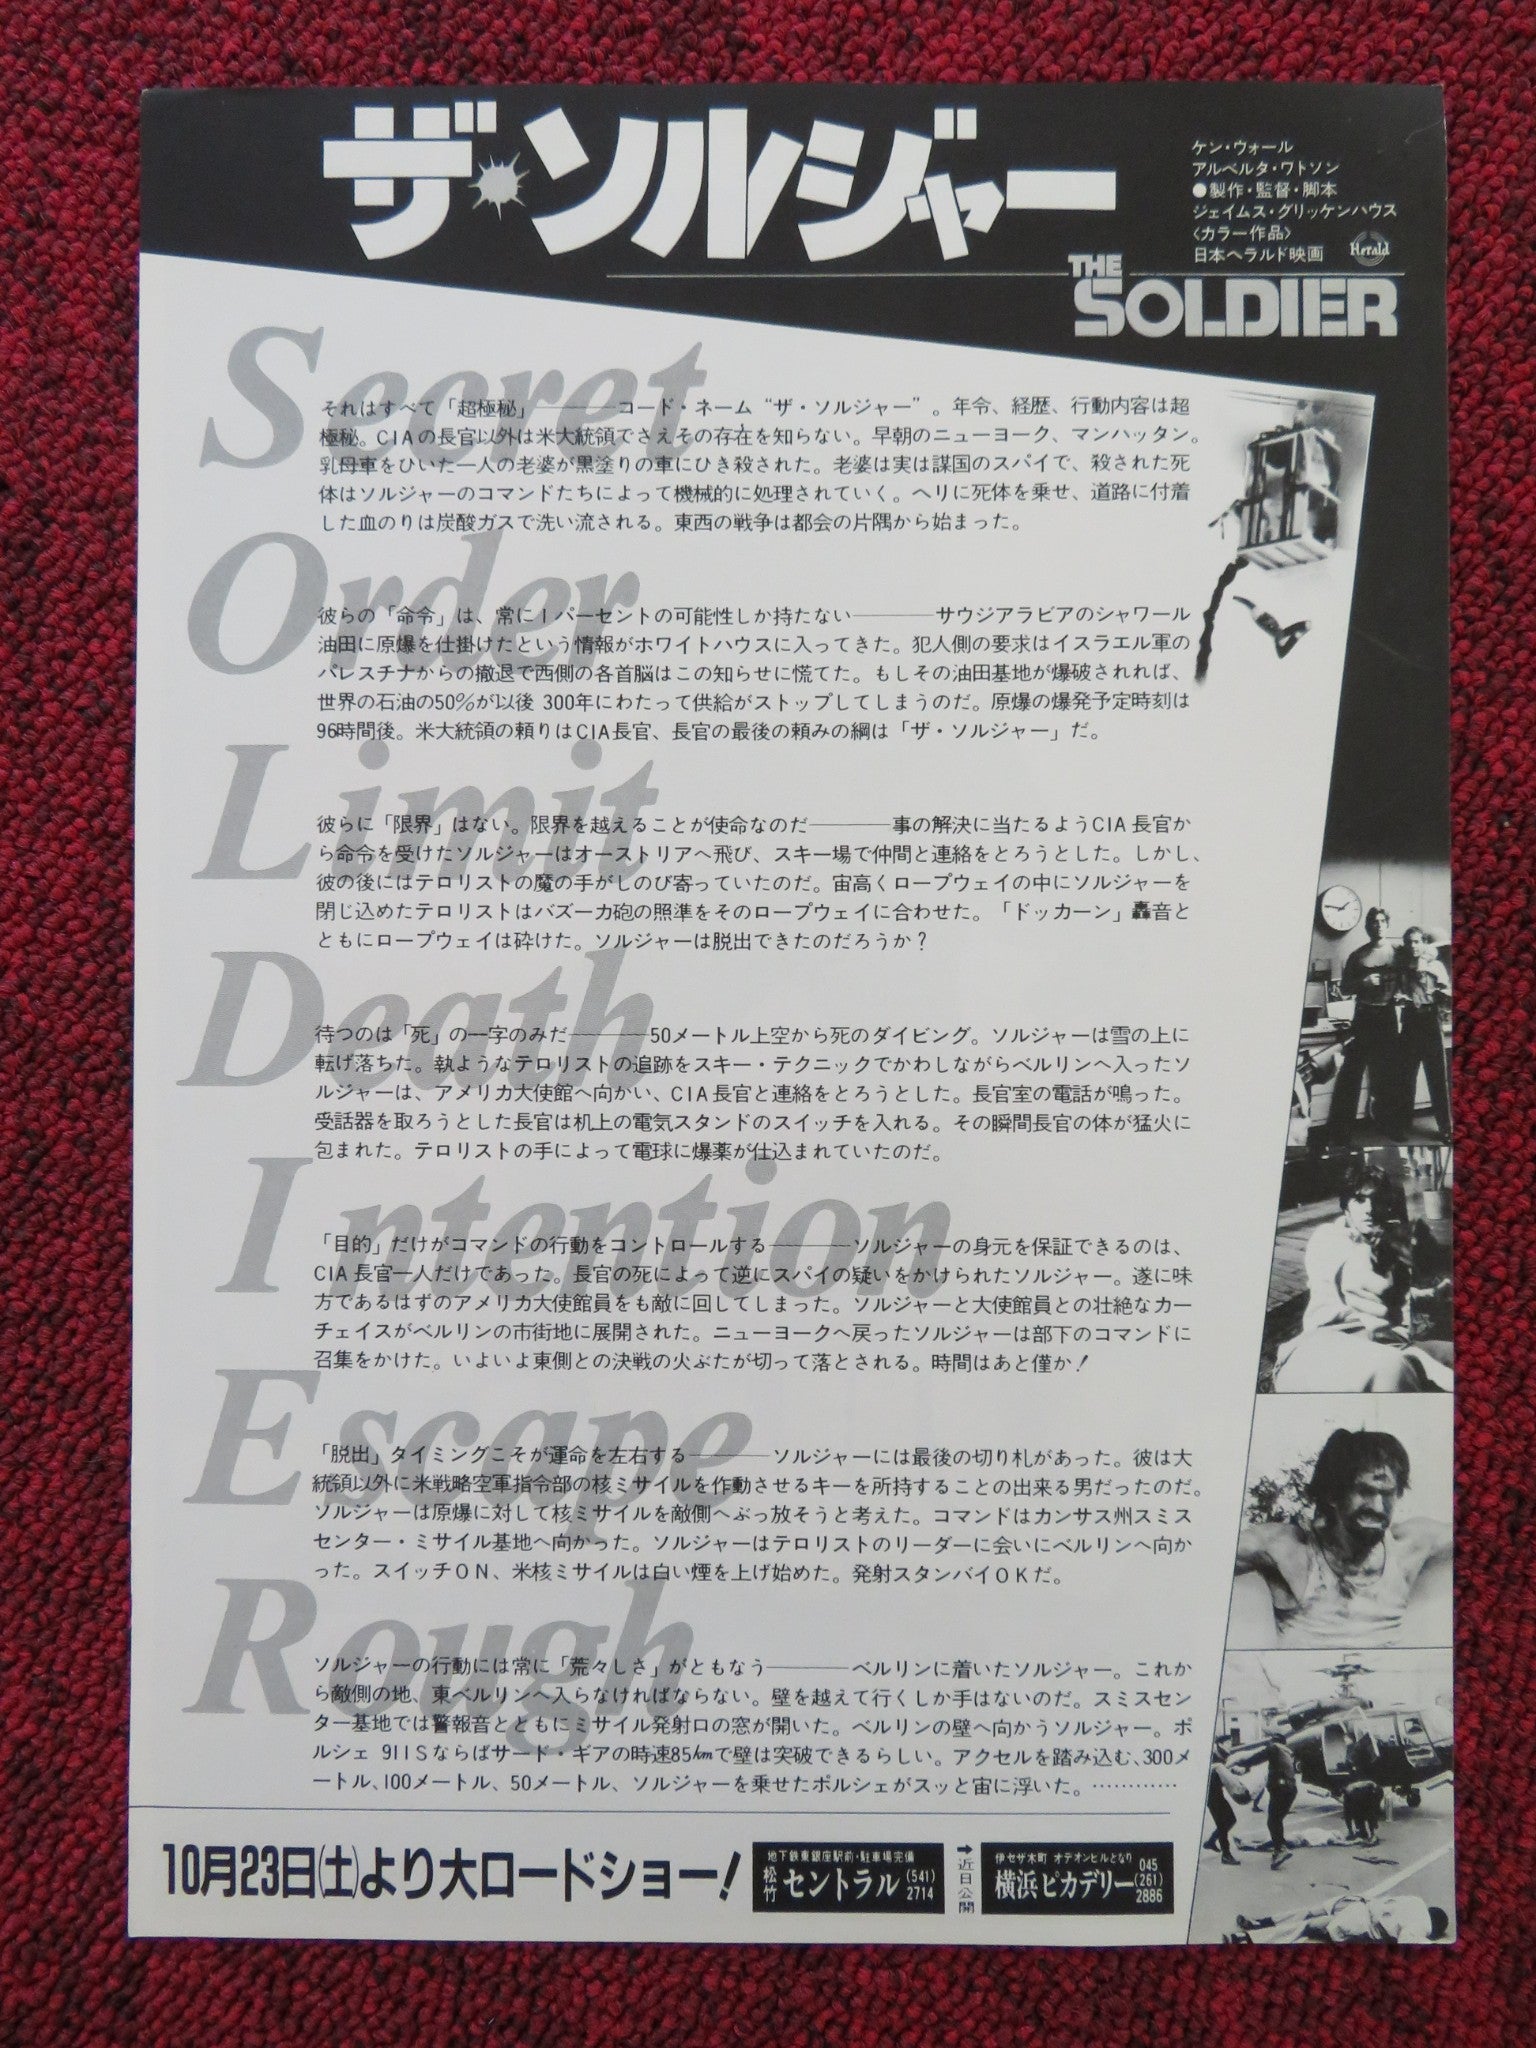 ザ・ソルジャー
ケン・ウォール
アルベルタ・ワトソン
●製作・監督・脚本
ジェイムス・グリッケンハウス
〈カラー作品〉
日本ヘラルド映画 Herald
THE
SOLDIER
Secret
それはすべて「超極秘」————コード・ネーム“ザ・ソルジャー”。年令、経歴、行動内容は超
極秘。CIAの長官以外は米大統領でさえその存在を知らない。早朝のニューヨーク、マンハッタン。
乳母車をひいた一人の老婆が黒塗りの車にひき殺された。老婆は実は謀国のスパイで、殺された死
体はソルジャーのコマンドたちによって機械的に処理されていく。ヘリに死体を乗せ、道路に付着
した血のりは炭酸ガスで洗い流される。東西の戦争は都会の片隅から始まった。
Order
彼らの「命令」は、常に1パーセントの可能性しか持たない————サウジアラビアのシャワール
油田に原爆を仕掛けたという情報がホワイトハウスに入ってきた。犯人側の要求はイスラエル軍の
パレスチナからの撤退で西側の各首脳はこの知らせに慌てた。もしその油田基地が爆破されれば、
世界の石油の50%が以後300年にわたって供給がストップしてしまうのだ。原爆の爆発予定時刻は
96時間後。米大統領の頼りはCIA長官、長官の最後の頼みの綱は「ザ・ソルジャー」だ。
Limit
彼らに「限界」はない。限界を越えることが使命なのだ————事の解決に当たるようCIA長官か
ら命令を受けたソルジャーはオーストリアへ飛び、スキー場で仲間と連絡をとろうとした。しかし、
彼の後にはテロリストの魔の手がしのび寄っていたのだ。宙高くロープウェイの中にソルジャーを
閉じ込めたテロリストはバズーカ砲の照準をそのロープウェイに合わせた。「ドッカーン」轟音と
ともにロープウェイは砕けた。ソルジャーは脱出できたのだろうか？
Death
待つのは「死」の一字のみだ————50メートル上空から死のダイビング。ソルジャーは雪の上に
転げ落ちた。執ようなテロリストの追跡をスキー・テクニックでかわしながらベルリンへ入ったソ
ルジャーは、アメリカ大使館へ向かい、CIA長官と連絡をとろうとした。長官室の電話が鳴った。
受話器を取ろうとした長官は机上の電気スタンドのスイッチを入れる。その瞬間長官の体が猛火に
包まれた。テロリストの手によって電球に爆薬が仕込まれていたのだ。
Intention
「目的」だけがコマンドの行動をコントロールする————ソルジャーの身元を保証できるのは、
CIA長官一人だけであった。長官の死によって逆にスパイの疑いをかけられたソルジャー。遂に味
方であるはずのアメリカ大使館員をも敵に回してしまった。ソルジャーと大使館員との壮絶なカー
チェイスがベルリンの市街地に展開された。ニューヨークへ戻ったソルジャーは部下のコマンドに
召集をかけた。いよいよ東側との決戦の火ぶたが切って落とされる。時間はあと僅か！
Escape
「脱出」タイミングこそが運命を左右する————ソルジャーには最後の切り札があった。彼は大
統領以外に米戦略空軍指令部の核ミサイルを作動させるキーを所持することの出来る男だったのだ。
ソルジャーは原爆に対して核ミサイルを敵側へぶっ放そうと考えた。コマンドはカンサス州スミス
センター・ミサイル基地へ向かった。ソルジャーはテロリストのリーダーに会いにベルリンへ向か
った。スイッチON、米核ミサイルは白い煙を上げ始めた。発射スタンバイOKだ。
Rough
ソルジャーの行動には常に「荒々しさ」がともなう————ベルリンに着いたソルジャー。これか
ら敵側の地、東ベルリンへ入らなければならない。壁を越えて行くしか手はないのだ。スミスセン
ター基地では警報音とともにミサイル発射口の窓が開いた。ベルリンの壁へ向かうソルジャー。ポ
ルシェ 911Sならばサード・ギアの時速85㎞で壁は突破できるらしい。アクセルを踏み込む、300メ
ートル、100メートル、50メートル、ソルジャーを乗せたポルシェがスッと宙に浮いた。…………
10月23日(土)より大ロードショー！
地下鉄東銀座駅前・駐車場完備
松竹セントラル (541)2714
→近日公開
伊セザ木町 オデオンビルとなり
横浜ピカデリー 045(261)2886